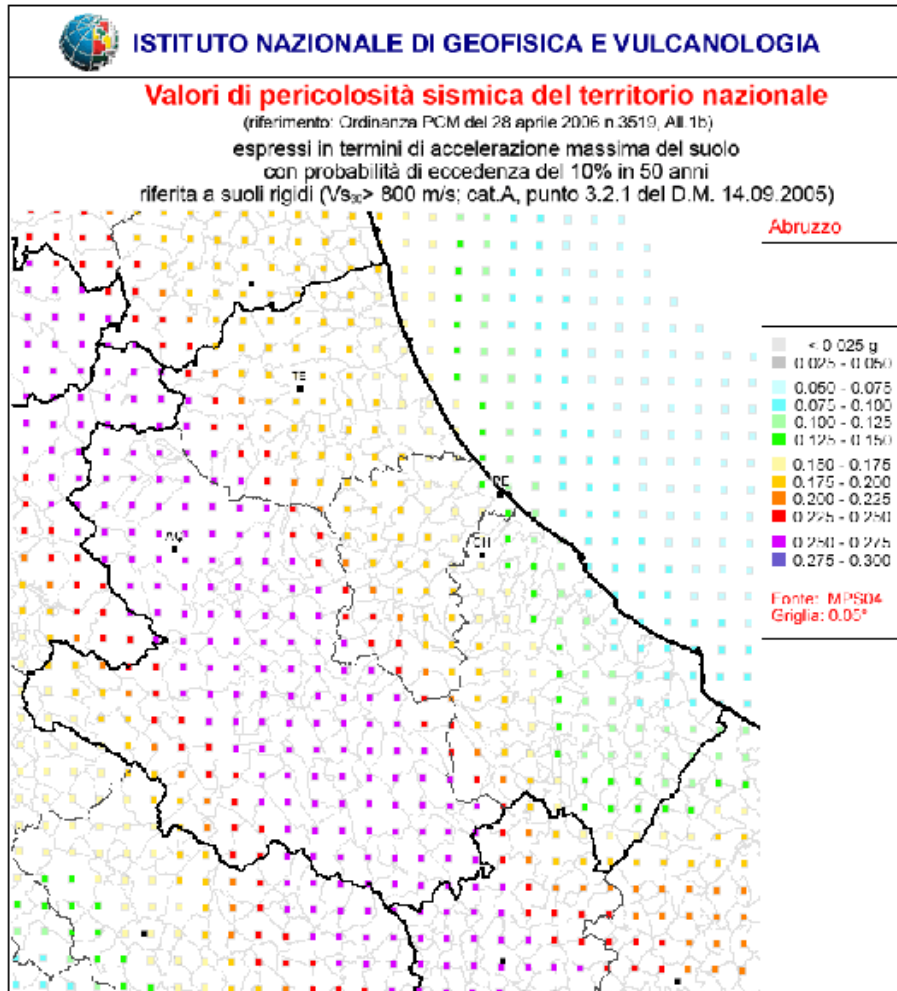 ISTITUTO NAZIONALE DI GEOFISICA E VULCANOLOGIA
Valori di pericolosità sismica del territorio nazionale
(riferimento: Ordinanza PCM del 28 aprile 2006 n.3519, All.1b)
espressi in termini di accelerazione massima del suolo
con probabilità di eccedenza del 10% in 50 anni
riferita a suoli rigidi (Vs₃₀> 800 m/s; cat.A, punto 3.2.1 del D.M. 14.09.2005)
Abruzzo
< 0.025 g
0.025 - 0.050
0.050 - 0.075
0.075 - 0.100
0.100 - 0.125
0.125 - 0.150
0.150 - 0.175
0.175 - 0.200
0.200 - 0.225
0.225 - 0.250
0.250 - 0.275
0.275 - 0.300
Fonte: MPS04
Griglia: 0.05°
TE
PE
AQ
CH